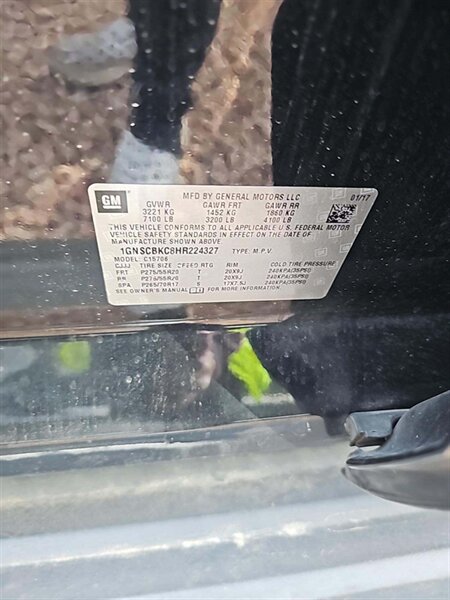 GM MFD BY GENERAL MOTORS LLC 01/17
GVWR GAWR FRT GAWR RR
3221 KG 1452 KG 1860 KG
7100 LB 3200 LB 4100 LB
THIS VEHICLE CONFORMS TO ALL APPLICABLE U.S. FEDERAL MOTOR
VEHICLE SAFETY STANDARDS IN EFFECT ON THE DATE OF
MANUFACTURE SHOWN ABOVE.
1GNSCBKC8HR224327 TYPE: M.P.V.
MODEL: C15706
TIRE SIZE SPEED RTG RIM COLD TIRE PRESSURE
FRT P275/55R20 T 20X9J 240KPA(35PSI)
RR P275/55R20 T 20X9J 240KPA(35PSI)
SPA P265/70R17 S 17X7.5J 240KPA(35PSI)
SEE OWNER'S MANUAL FOR MORE INFORMATION